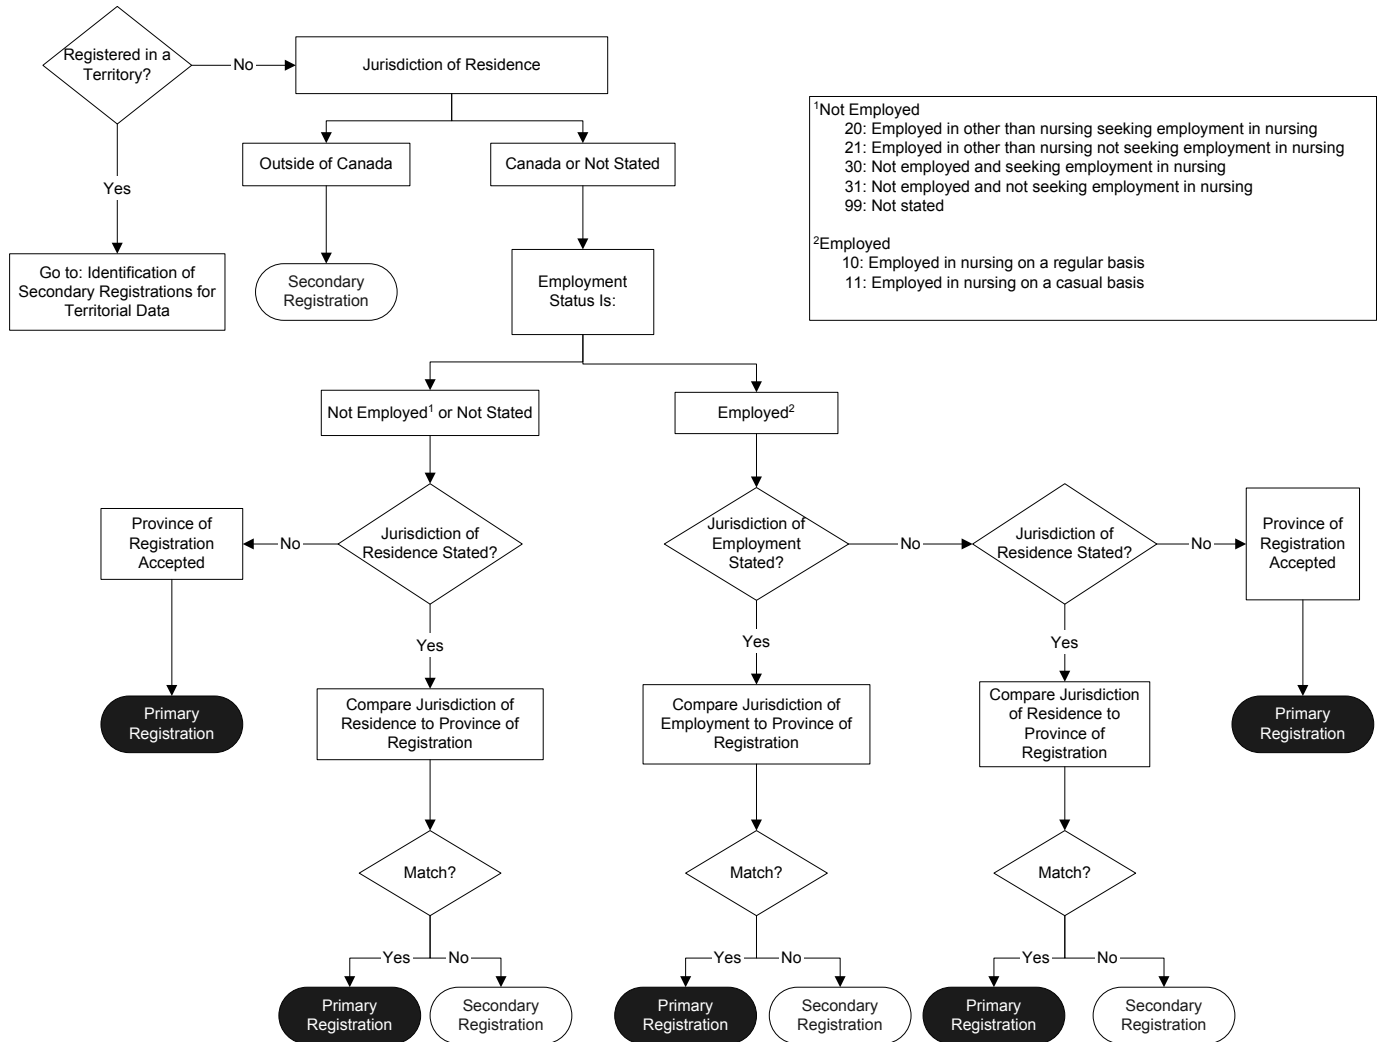 Registered in a
Territory?
No
Jurisdiction of Residence
Yes
Outside of Canada
Canada or Not Stated
¹Not Employed
20: Employed in other than nursing seeking employment in nursing
21: Employed in other than nursing not seeking employment in nursing
30: Not employed and seeking employment in nursing
31: Not employed and not seeking employment in nursing
99: Not stated
²Employed
10: Employed in nursing on a regular basis
11: Employed in nursing on a casual basis
Go to: Identification of
Secondary Registrations for
Territorial Data
Secondary
Registration
Employment
Status Is:
Not Employed¹ or Not Stated
Employed²
Province of
Registration
Accepted
No
Jurisdiction of
Residence Stated?
Jurisdiction of
Employment
Stated?
No
Jurisdiction of
Residence Stated?
No
Province of
Registration
Accepted
Yes
Yes
Yes
Primary
Registration
Compare Jurisdiction of
Residence to Province of
Registration
Compare Jurisdiction of
Employment to Province of
Registration
Compare Jurisdiction
of Residence to
Province of
Registration
Primary
Registration
Match?
Match?
Match?
Yes
No
Yes
No
Yes
No
Primary
Registration
Secondary
Registration
Primary
Registration
Secondary
Registration
Primary
Registration
Secondary
Registration